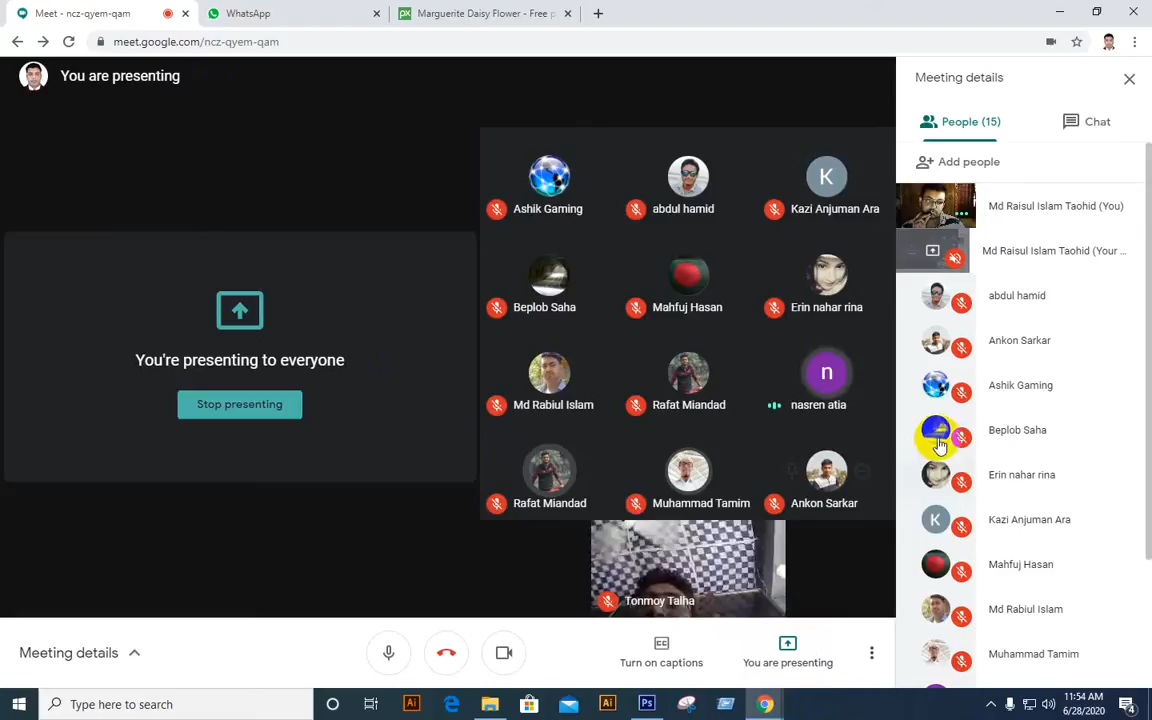 Meet - ncz-qyem-qam
WhatsApp
Marguerite Daisy Flower - Free p
meet.google.com/ncz-qyem-qam
You are presenting
Meeting details
People (15)
Chat
Add people
Md Raisul Islam Taohid (You)
Md Raisul Islam Taohid (Your ...
abdul hamid
Ankon Sarkar
Ashik Gaming
Beplob Saha
Erin nahar rina
K
Kazi Anjuman Ara
Mahfuj Hasan
Md Rabiul Islam
Muhammad Tamim
K
Ashik Gaming
abdul hamid
Kazi Anjuman Ara
Beplob Saha
Mahfuj Hasan
Erin nahar rina
n
Md Rabiul Islam
Rafat Miandad
nasren atia
Rafat Miandad
Muhammad Tamim
Ankon Sarkar
Tonmoy Talha
You're presenting to everyone
Stop presenting
Meeting details
CC
Turn on captions
You are presenting
Type here to search
Ai
Ai
Ps
11:54 AM
6/28/2020
4